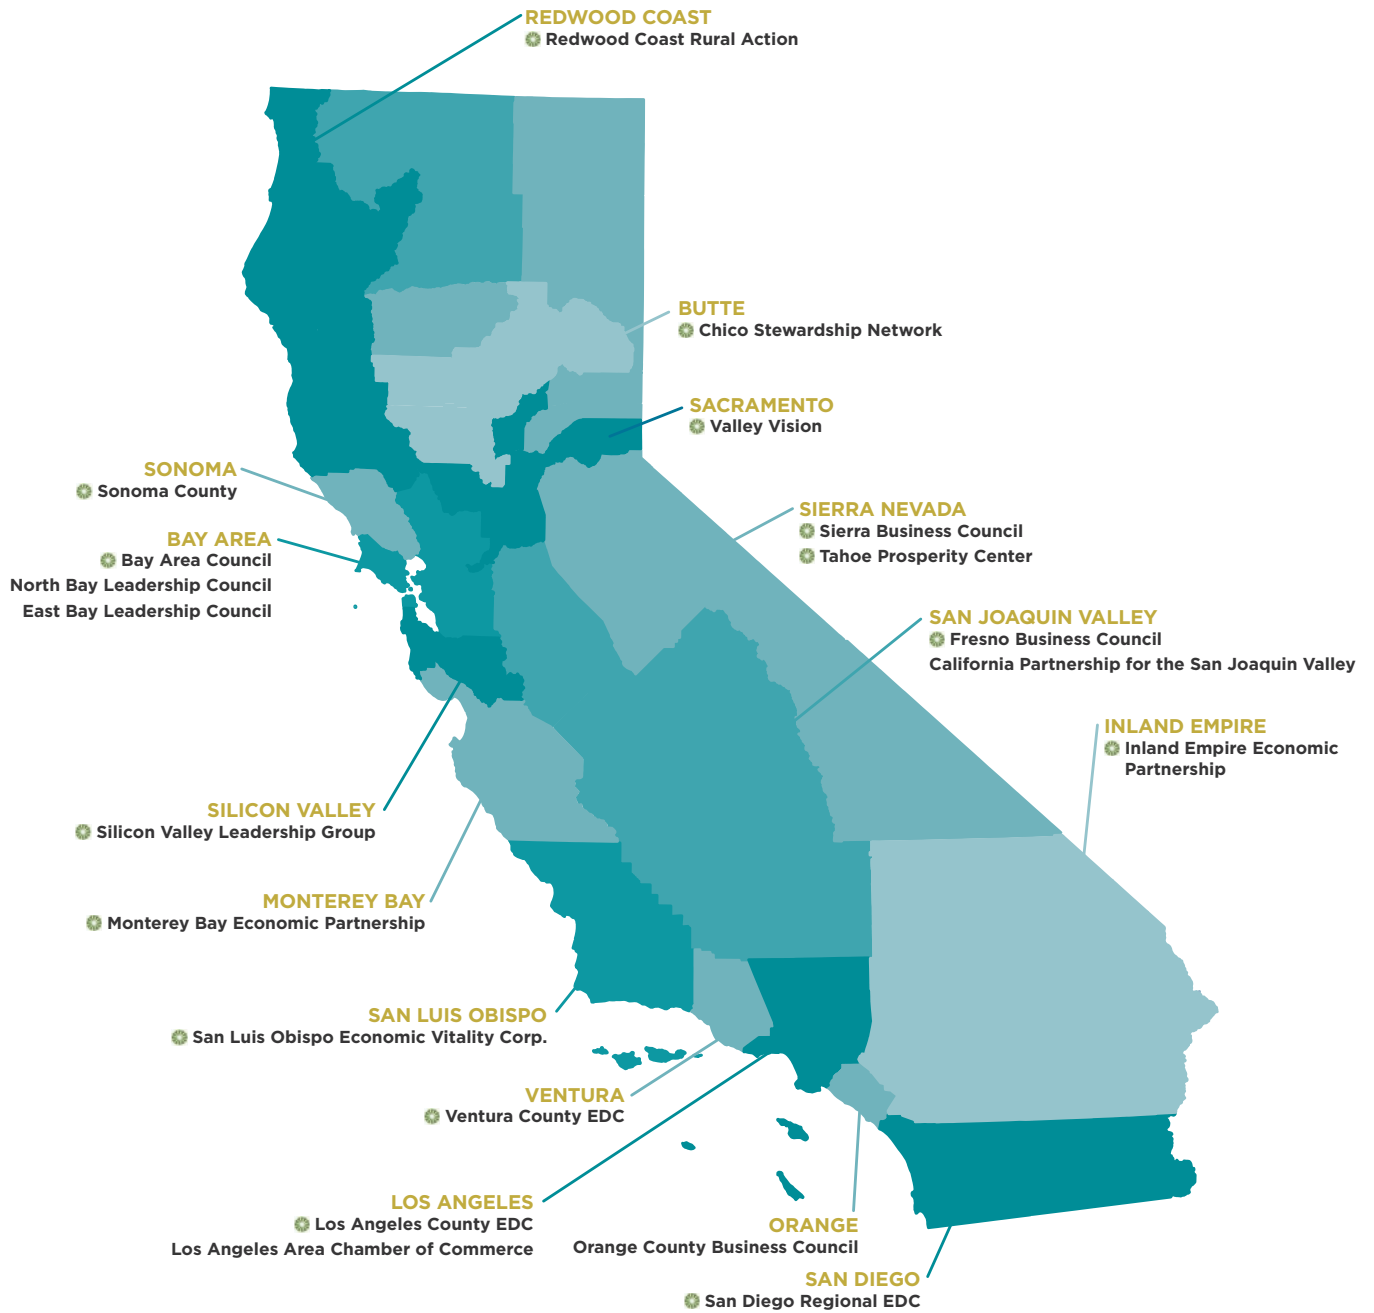 REDWOOD COAST
Redwood Coast Rural Action
BUTTE
Chico Stewardship Network
SACRAMENTO
Valley Vision
SONOMA
Sonoma County
SIERRA NEVADA
Sierra Business Council
Tahoe Prosperity Center
BAY AREA
Bay Area Council
North Bay Leadership Council
East Bay Leadership Council
SAN JOAQUIN VALLEY
Fresno Business Council
California Partnership for the San Joaquin Valley
INLAND EMPIRE
Inland Empire Economic
Partnership
SILICON VALLEY
Silicon Valley Leadership Group
MONTEREY BAY
Monterey Bay Economic Partnership
SAN LUIS OBISPO
San Luis Obispo Economic Vitality Corp.
VENTURA
Ventura County EDC
LOS ANGELES
Los Angeles County EDC
Los Angeles Area Chamber of Commerce
ORANGE
Orange County Business Council
SAN DIEGO
San Diego Regional EDC